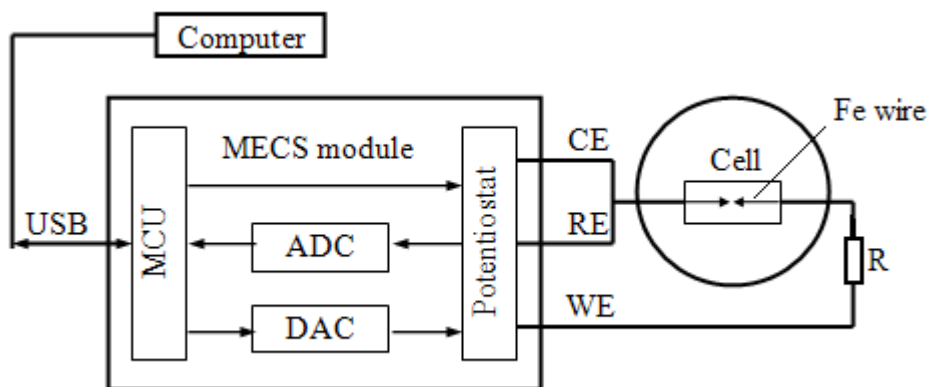 Computer
Fe wire
CE
MECS module
Cell
USB
MCU
ADC
Potentiostat
RE
R
DAC
WE